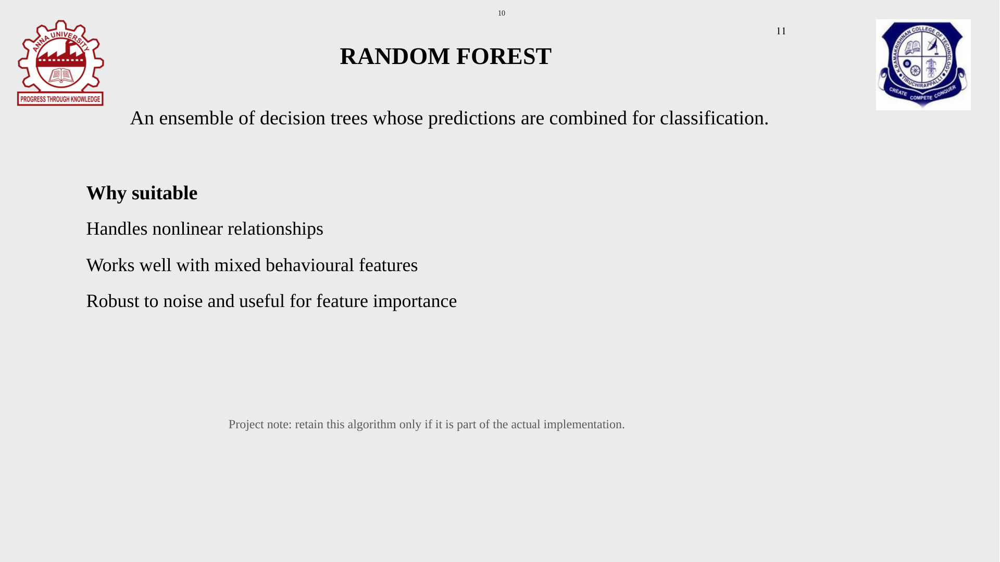 10
11
ANNA UNIVERSITY
PROGRESS THROUGH KNOWLEDGE
RANDOM FOREST
K.RAMAKRISHNAN COLLEGE OF TECHNOLOGY
TIRUCHIRAPPALLI
CREATE COMPETE CONQUER
An ensemble of decision trees whose predictions are combined for classification.
Why suitable
Handles nonlinear relationships
Works well with mixed behavioural features
Robust to noise and useful for feature importance
Project note: retain this algorithm only if it is part of the actual implementation.